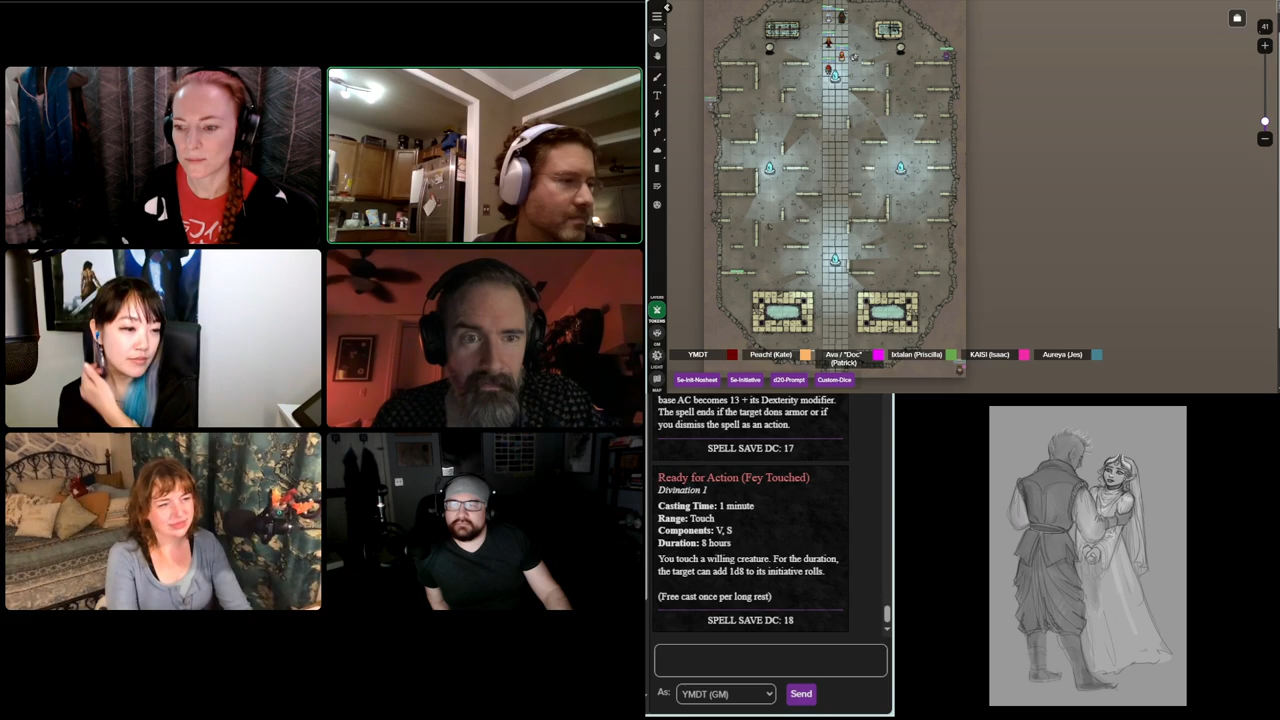 41
LAYERS
TOKENS
GM
LIGHT
MAP
YMDT
Peach! (Kate)
Ava / "Doc" (Patrick)
Ixtalan (Priscilla)
KAISI (Isaac)
Aureya (Jes)
5e-Init-Nosheet
5e-Initiative
d20-Prompt
Custom-Dice
base AC becomes 13 + its Dexterity modifier.
The spell ends if the target dons armor or if
you dismiss the spell as an action.
SPELL SAVE DC: 17
Ready for Action (Fey Touched)
Divination 1
Casting Time: 1 minute
Range: Touch
Components: V, S
Duration: 8 hours
You touch a willing creature. For the duration,
the target can add 1d8 to its initiative rolls.
(Free cast once per long rest)
SPELL SAVE DC: 18
As:
YMDT (GM)
Send